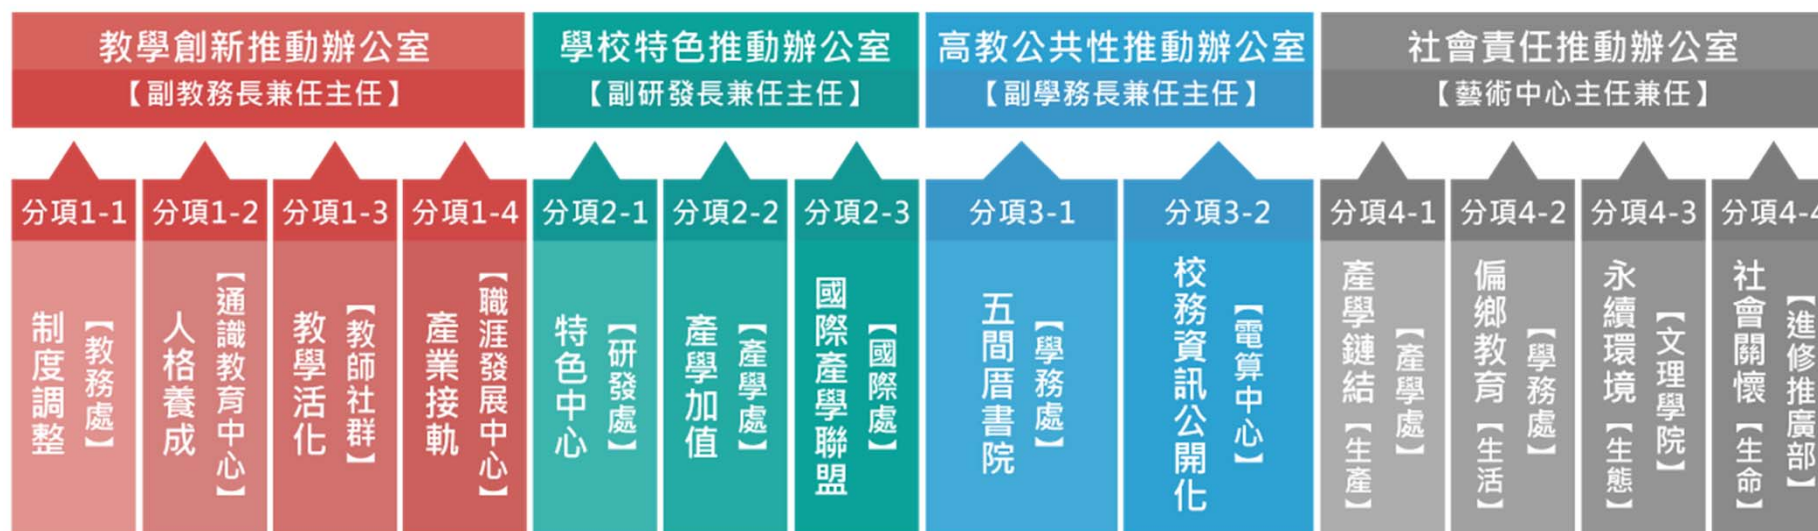 教學創新推動辦公室
【副教務長兼任主任】
分項1-1
制度調整
【教務處】
分項1-2
人格養成
【通識教育中心】
分項1-3
教學活化
【教師社群】
分項1-4
產業接軌
【職涯發展中心】
學校特色推動辦公室
【副研發長兼任主任】
分項2-1
特色中心
【研發處】
分項2-2
產學加值
【產學處】
分項2-3
國際產學聯盟
【國際處】
高教公共性推動辦公室
【副學務長兼任主任】
分項3-1
五間厝書院
【學務處】
分項3-2
校務資訊公開化
【電算中心】
社會責任推動辦公室
【藝術中心主任兼任】
分項4-1
產學鏈結【生產】
【產學處】
分項4-2
偏鄉教育【生活】
【學務處】
分項4-3
永續環境【生態】
【文理學院】
分項4-4
社會關懷【生命】
【進修推廣部】